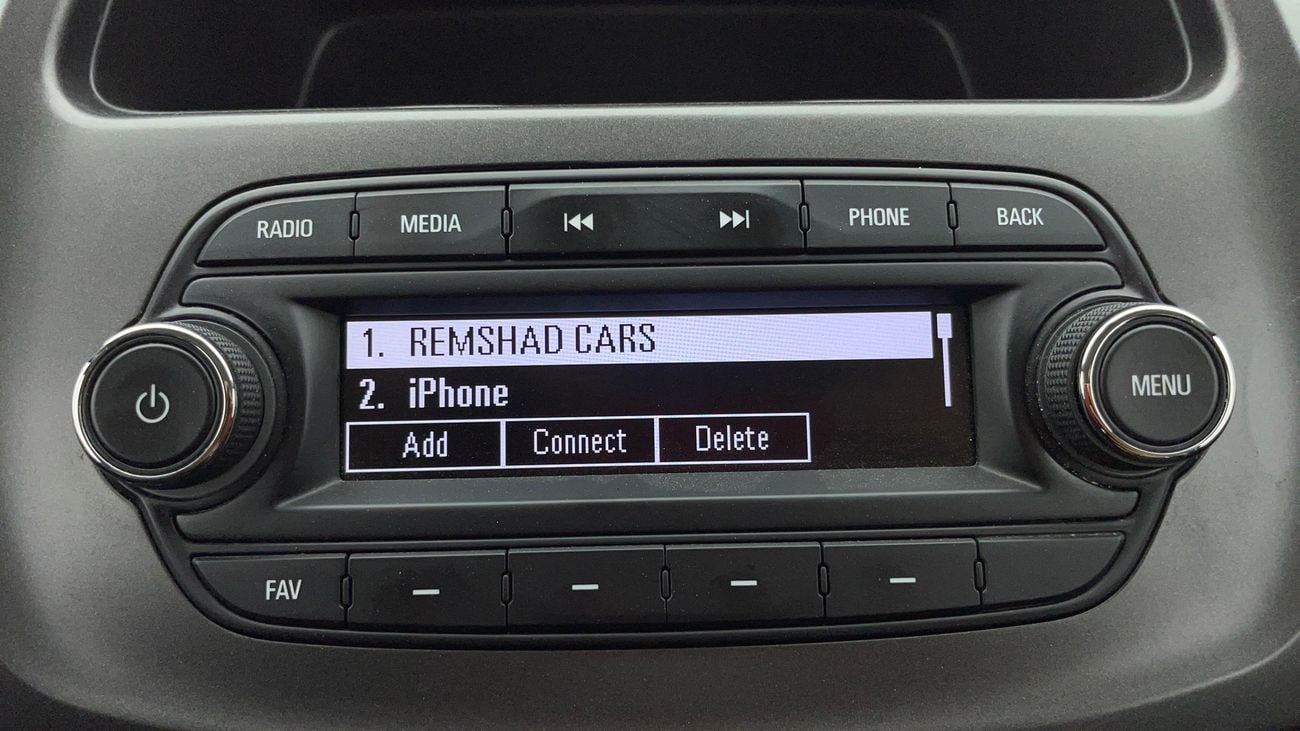 RADIO MEDIA PHONE BACK
1. REMSHAD CARS
2. iPhone
MENU
Add Connect Delete
FAV